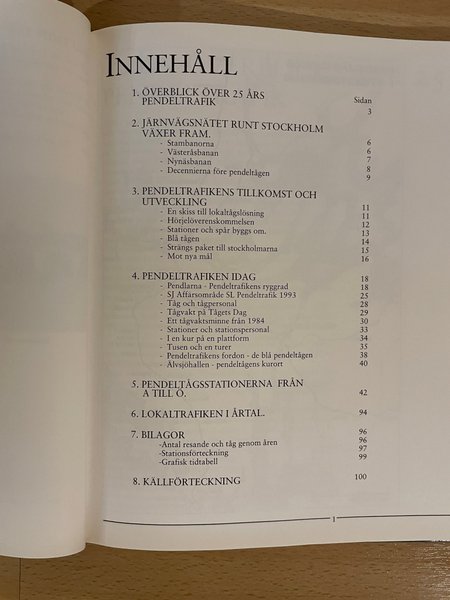 INNEHÅLL
1. ÖVERBLICK ÖVER 25 ÅRS Sidan
PENDELTRAFIK 3
2. JÄRNVÄGSNÄTET RUNT STOCKHOLM
VÄXER FRAM. 6
- Stambanorna 6
- Västeråsbanan 7
- Nynäsbanan 8
- Decennierna före pendeltågen 9
3. PENDELTRAFIKENS TILLKOMST OCH
UTVECKLING 11
- En skiss till lokaltågslösning 11
- Hörjelöverenskommelsen 12
- Stationer och spår byggs om. 13
- Blå tågen 14
- Strängs paket till stockholmarna 15
- Mot nya mål 16
4. PENDELTRAFIKEN IDAG 18
- Pendlarna - Pendeltrafikens ryggrad 18
- SJ Affärsområde SL Pendeltrafik 1993 25
- Tåg och tågpersonal 28
- Tågvakt på Tågets Dag 29
- Ett tågvaktsminne från 1984 30
- Stationer och stationspersonal 33
- I en kur på en plattform 34
- Tusen och en turer 35
- Pendeltrafikens fordon - de blå pendeltågen 38
- Älvsjöhallen - pendeltågens kurort 40
5. PENDELTÅGSSTATIONERNA FRÅN
A TILL Ö. 42
6. LOKALTRAFIKEN I ÅRTAL. 94
7. BILAGOR 96
-Antal resande och tåg genom åren 96
-Stationsförteckning 97
-Grafisk tidtabell 99
8. KÄLLFÖRTECKNING 100
1